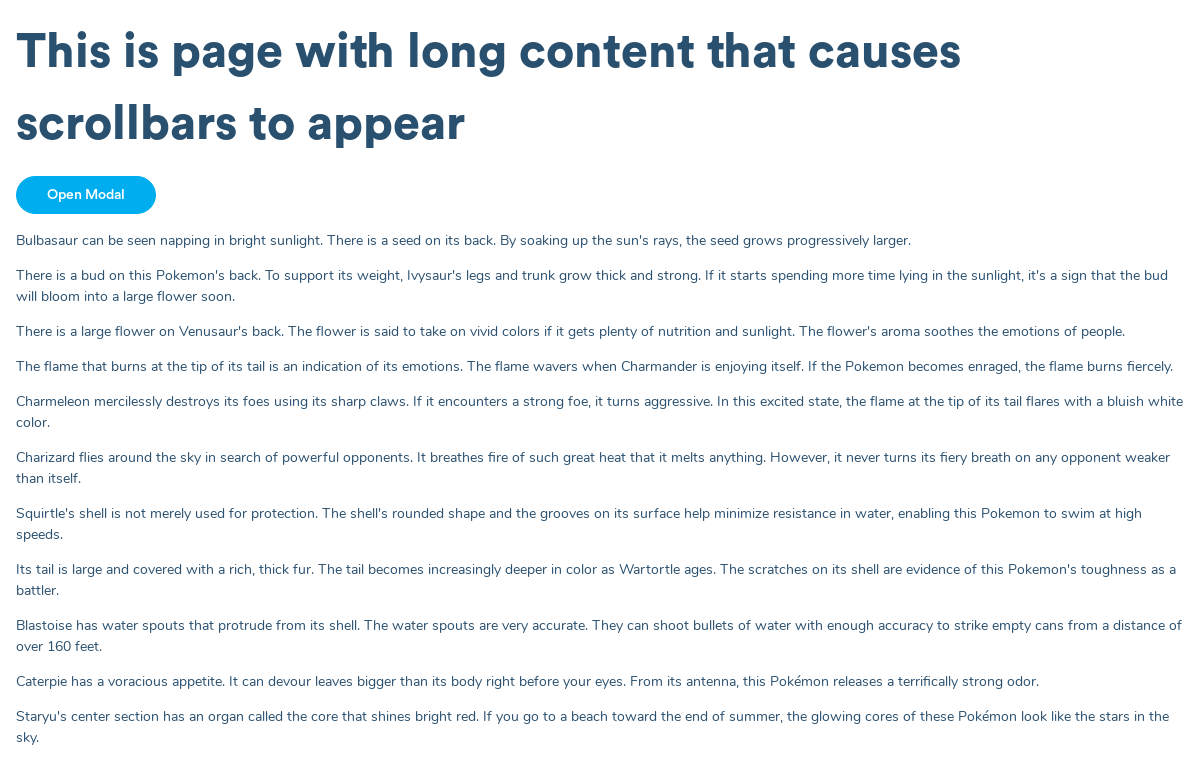 This is page with long content that causes
scrollbars to appear
Open Modal
Bulbasaur can be seen napping in bright sunlight. There is a seed on its back. By soaking up the sun's rays, the seed grows progressively larger.
There is a bud on this Pokemon's back. To support its weight, Ivysaur's legs and trunk grow thick and strong. If it starts spending more time lying in the sunlight, it's a sign that the bud
will bloom into a large flower soon.
There is a large flower on Venusaur's back. The flower is said to take on vivid colors if it gets plenty of nutrition and sunlight. The flower's aroma soothes the emotions of people.
The flame that burns at the tip of its tail is an indication of its emotions. The flame wavers when Charmander is enjoying itself. If the Pokemon becomes enraged, the flame burns fiercely.
Charmeleon mercilessly destroys its foes using its sharp claws. If it encounters a strong foe, it turns aggressive. In this excited state, the flame at the tip of its tail flares with a bluish white
color.
Charizard flies around the sky in search of powerful opponents. It breathes fire of such great heat that it melts anything. However, it never turns its fiery breath on any opponent weaker
than itself.
Squirtle's shell is not merely used for protection. The shell's rounded shape and the grooves on its surface help minimize resistance in water, enabling this Pokemon to swim at high
speeds.
Its tail is large and covered with a rich, thick fur. The tail becomes increasingly deeper in color as Wartortle ages. The scratches on its shell are evidence of this Pokemon's toughness as a
battler.
Blastoise has water spouts that protrude from its shell. The water spouts are very accurate. They can shoot bullets of water with enough accuracy to strike empty cans from a distance of
over 160 feet.
Caterpie has a voracious appetite. It can devour leaves bigger than its body right before your eyes. From its antenna, this Pokémon releases a terrifically strong odor.
Staryu's center section has an organ called the core that shines bright red. If you go to a beach toward the end of summer, the glowing cores of these Pokémon look like the stars in the
sky.